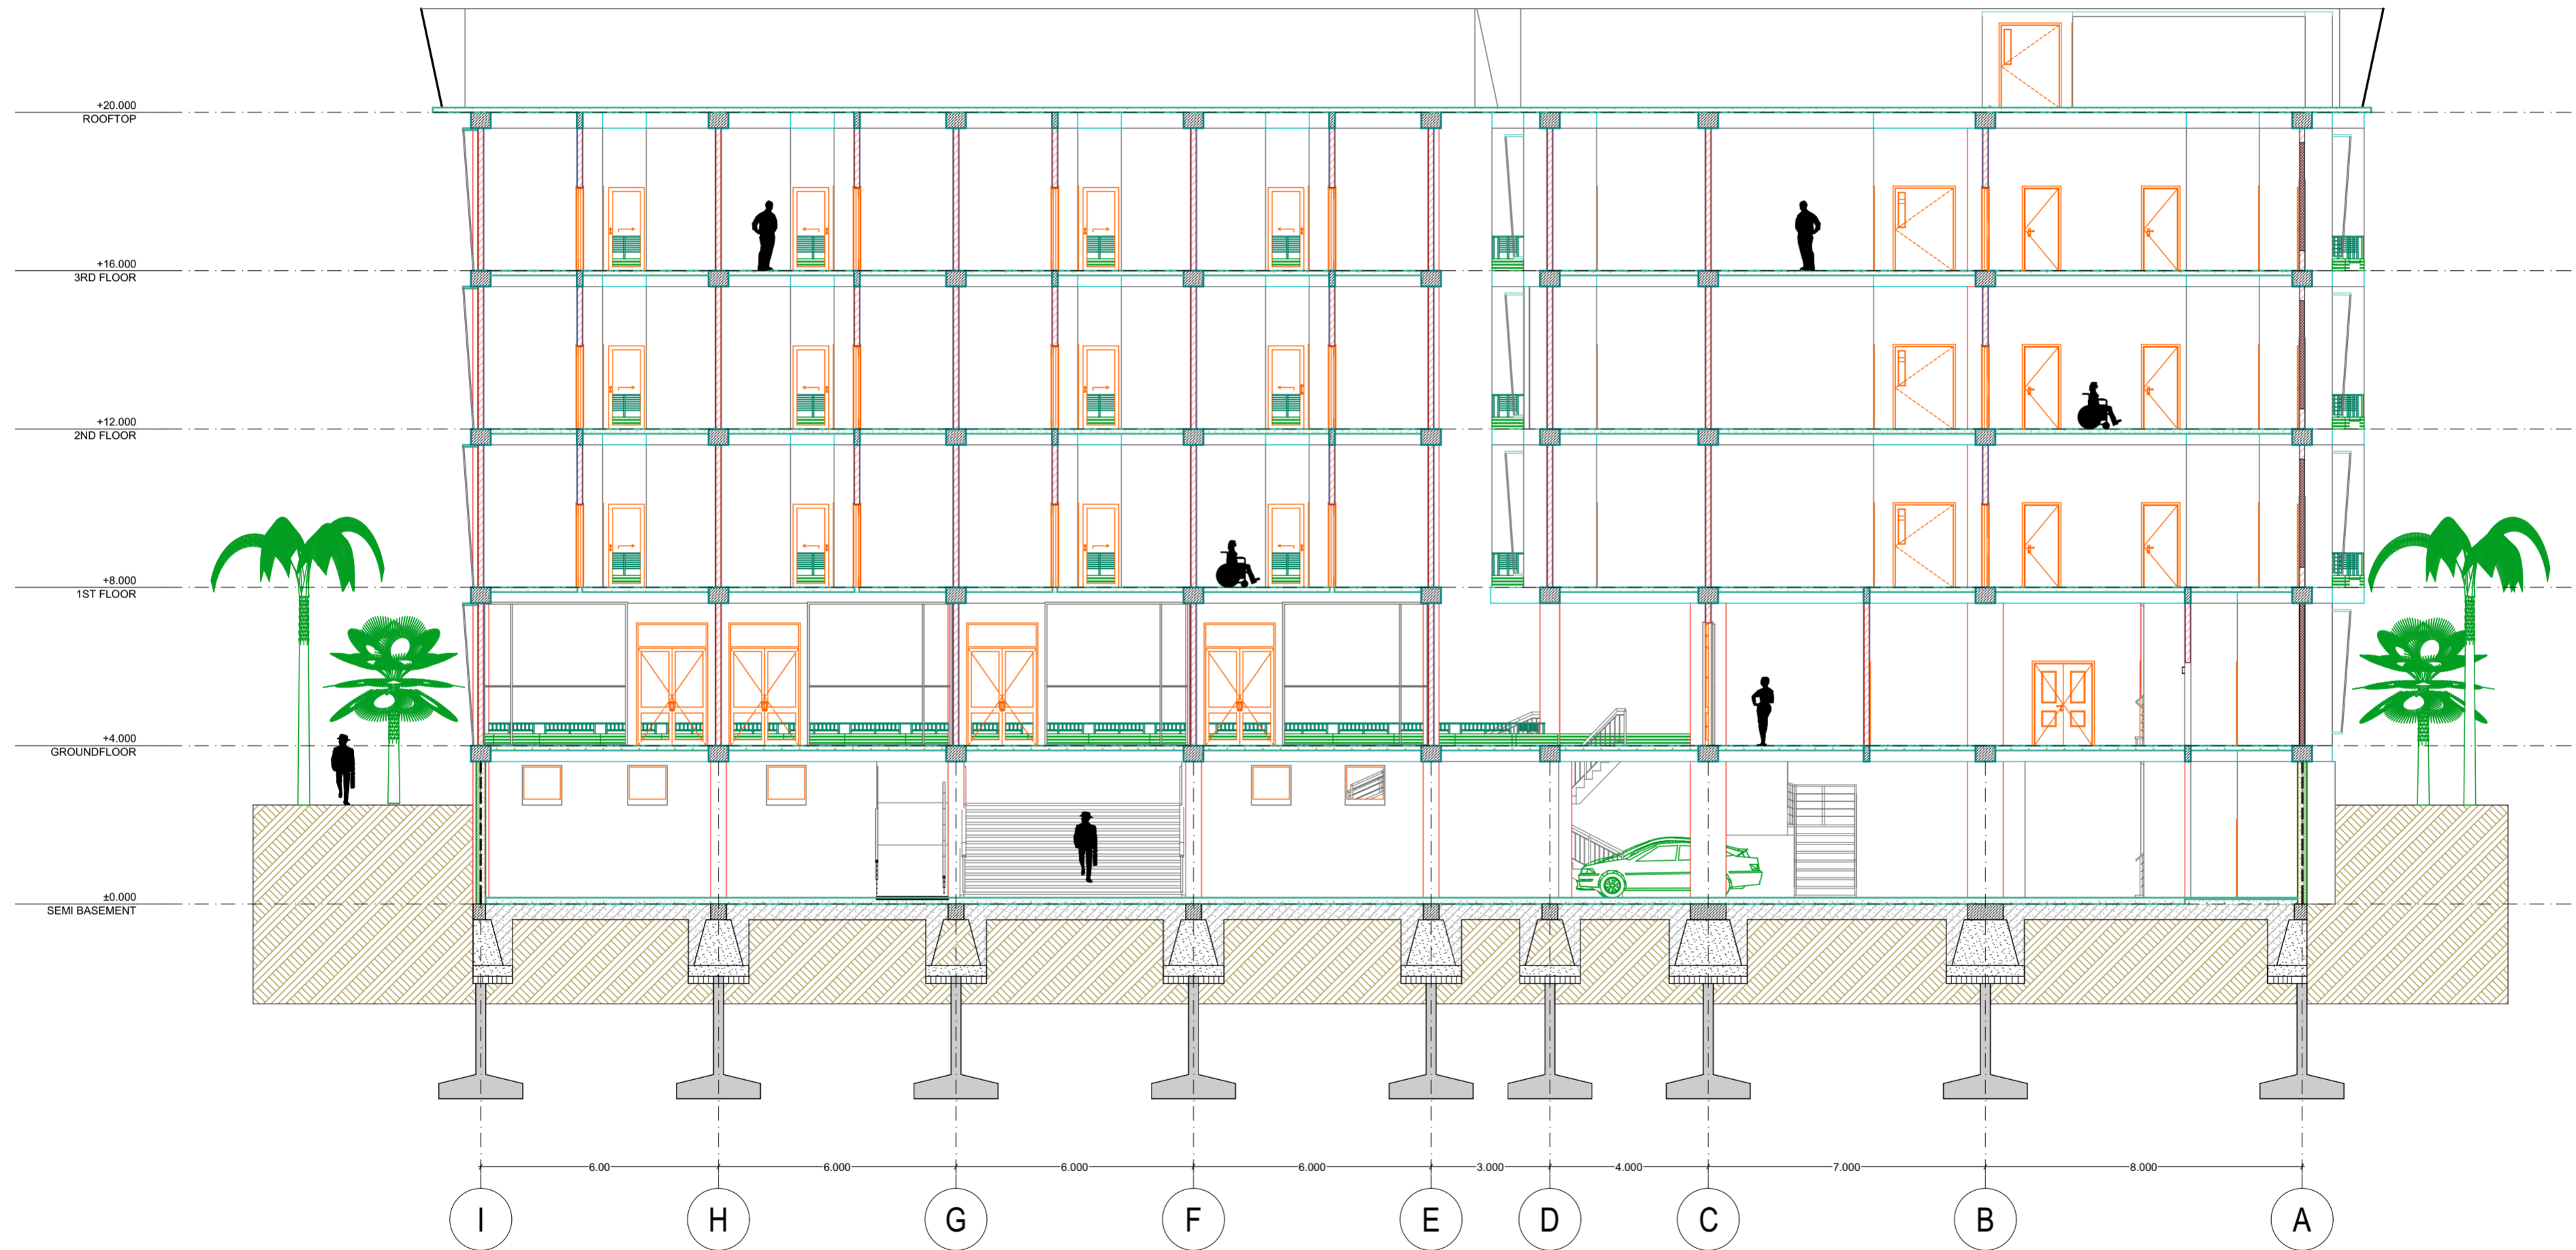 +20.000
ROOFTOP
+16.000
3RD FLOOR
+12.000
2ND FLOOR
+8.000
1ST FLOOR
+4.000
GROUNDFLOOR
±0.000
SEMI BASEMENT
6.00 6.000 6.000 6.000 3.000 4.000 7.000 8.000
I H G F E D C B A